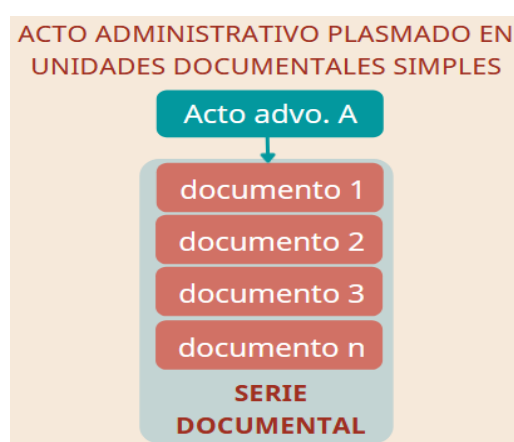 ACTO ADMINISTRATIVO PLASMADO EN
UNIDADES DOCUMENTALES SIMPLES
Acto advo. A
documento 1
documento 2
documento 3
documento n
SERIE
DOCUMENTAL